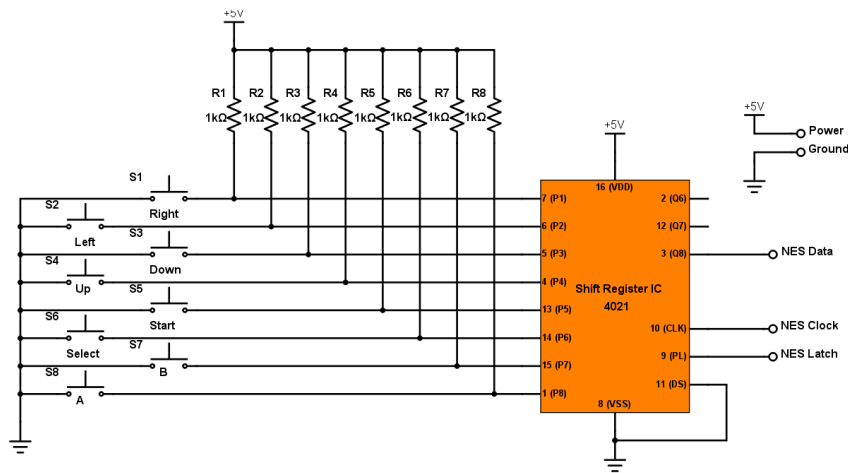 +5V
R1 R2 R3 R4 R5 R6 R7 R8
1kΩ 1kΩ 1kΩ 1kΩ 1kΩ 1kΩ 1kΩ 1kΩ
+5V
+5V
Power
Ground
S1
Right
S2
Left
S3
Down
S4
Up
S5
Start
S6
Select
S7
B
S8
A
16 (VDD)
7 (P1)
6 (P2)
5 (P3)
4 (P4)
13 (P5)
14 (P6)
15 (P7)
1 (P8)
Shift Register IC
4021
2 (Q6)
12 (Q7)
3 (Q8)
10 (CLK)
9 (PL)
11 (DS)
8 (VSS)
NES Data
NES Clock
NES Latch